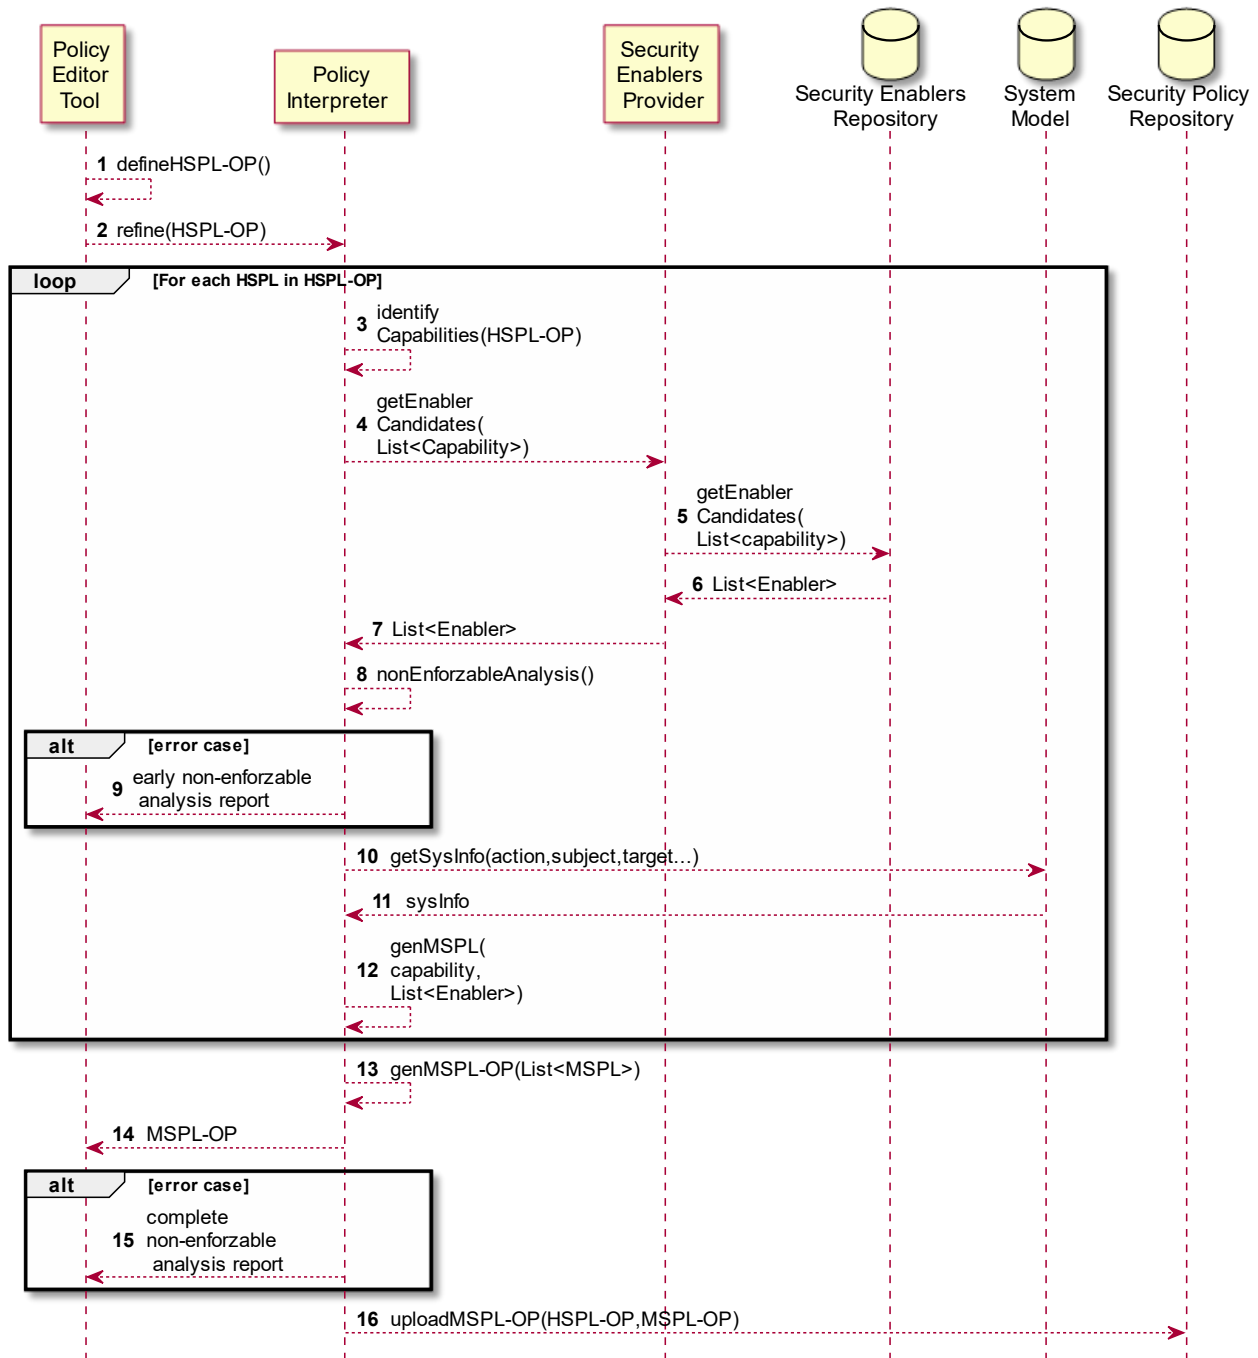 Policy
Editor
Tool
Policy
Interpreter
Security
Enablers
Provider
Security Enablers
Repository
System
Model
Security Policy
Repository
1 defineHSPL-OP()
2 refine(HSPL-OP)
loop [For each HSPL in HSPL-OP]
identify
3 Capabilities(HSPL-OP)
getEnabler
4 Candidates(
List<Capability>)
getEnabler
5 Candidates(
List<capability>)
6 List<Enabler>
7 List<Enabler>
8 nonEnforzableAnalysis()
alt [error case]
early non-enforzable
9 analysis report
10 getSysInfo(action,subject,target...)
11 sysInfo
genMSPL(
12 capability,
List<Enabler>)
13 genMSPL-OP(List<MSPL>)
14 MSPL-OP
alt [error case]
complete
15 non-enforzable
analysis report
16 uploadMSPL-OP(HSPL-OP,MSPL-OP)